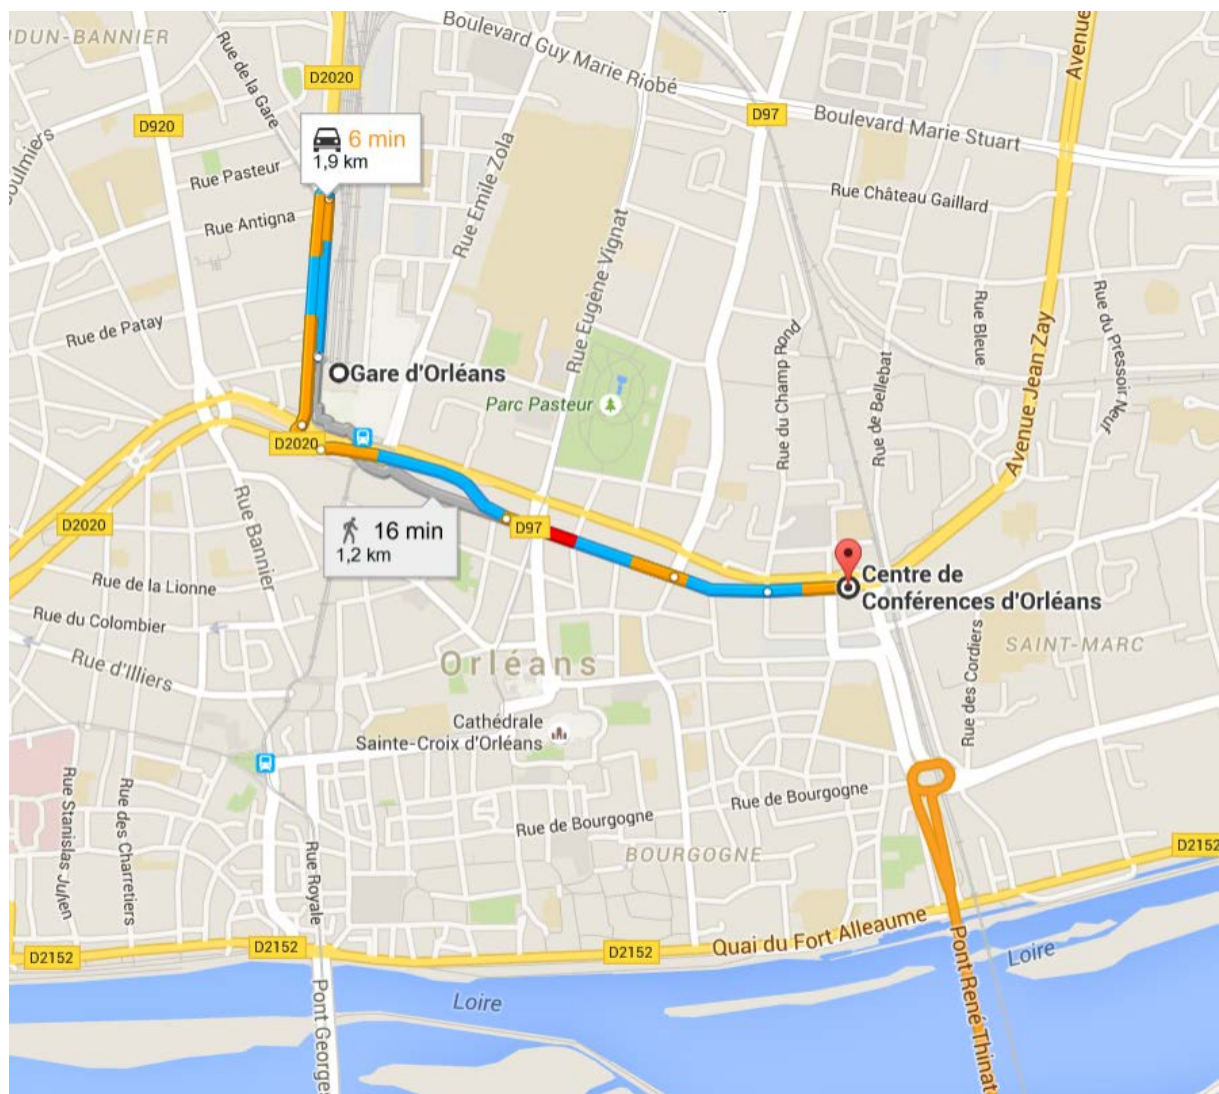 DUN-BANNIER
Rue de la Gare
D2020
Boulevard Guy Marie Riobé
Avenue
D920
D97
Boulevard Marie Stuart
6 min
1,9 km
Rue Pasteur
Rue Antigna
Rue Emile Zola
Rue Eugène Vignat
Rue Château Gaillard
Rue de Patay
Rue Bleue
Rue du Pressoir Neuf
Rue du Champ Rond
Rue de Bellebat
Avenue Jean Zay
Gare d'Orléans
Parc Pasteur
D2020
D2020
Rue Bannier
16 min
1,2 km
D97
Centre de
Conférences d'Orléans
Rue de la Lionne
Rue du Colombier
Rue d'Illiers
Orléans
SAINT-MARC
Rue des Cordiers
Cathédrale
Sainte-Croix d'Orléans
Rue Stanislas Julien
Rue des Charretiers
Rue Royale
Rue de Bourgogne
Rue de Bourgogne
BOURGOGNE
D2152
Quai du Fort Alleaume
D2152
D2152
D2152
Pont René Thinat
Loire
Loire
Pont Georges